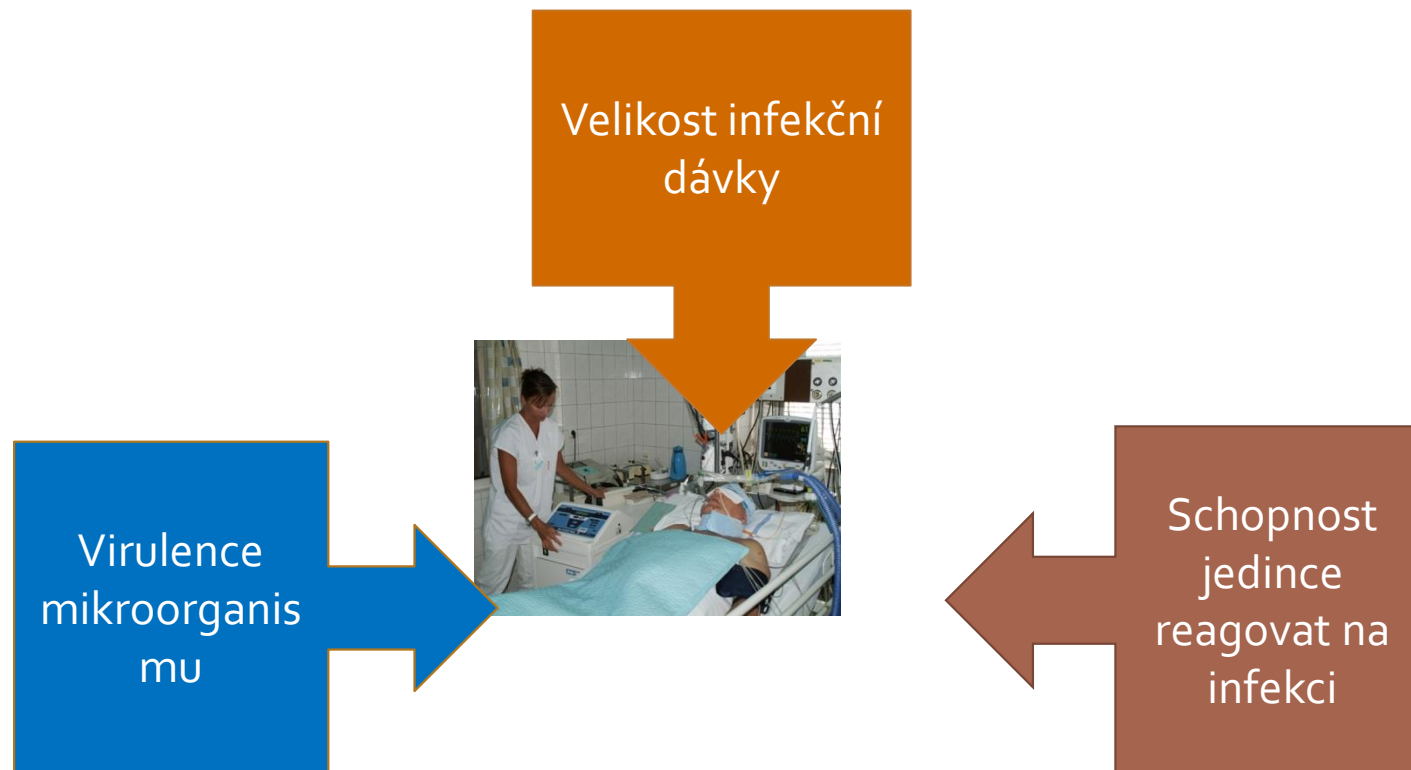 Velikost infekční
dávky
Virulence
mikroorganis
mu
Schopnost
jedince
reagovat na
infekci